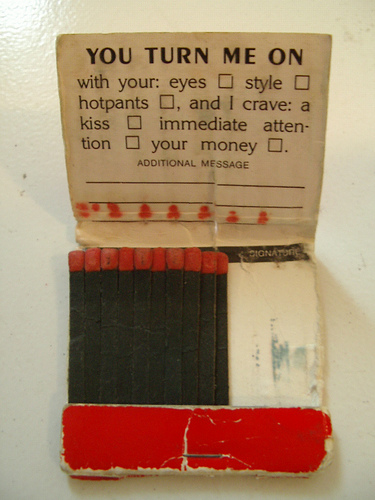 YOU TURN ME ON
with your: eyes □ style □
hotpants □, and I crave: a
kiss □ immediate atten-
tion □ your money □.
ADDITIONAL MESSAGE
SIGNATURE